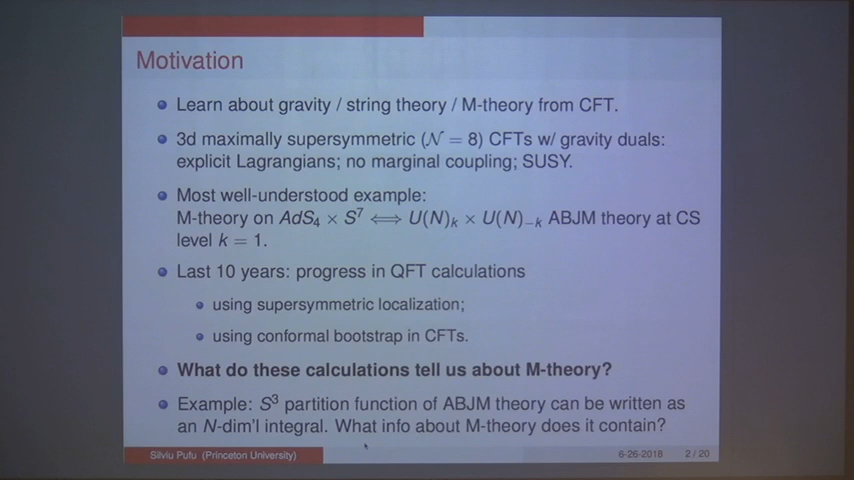 Motivation
Learn about gravity / string theory / M-theory from CFT.
3d maximally supersymmetric (𝒩 = 8) CFTs w/ gravity duals:
explicit Lagrangians; no marginal coupling; SUSY.
Most well-understood example:
M-theory on AdS₄ × S⁷ ⟺ U(N)ₖ × U(N)₋ₖ ABJM theory at CS
level k = 1.
Last 10 years: progress in QFT calculations
using supersymmetric localization;
using conformal bootstrap in CFTs.
What do these calculations tell us about M-theory?
Example: S³ partition function of ABJM theory can be written as
an N-dim'l integral. What info about M-theory does it contain?
Silviu Pufu (Princeton University) 6-26-2018 2 / 20